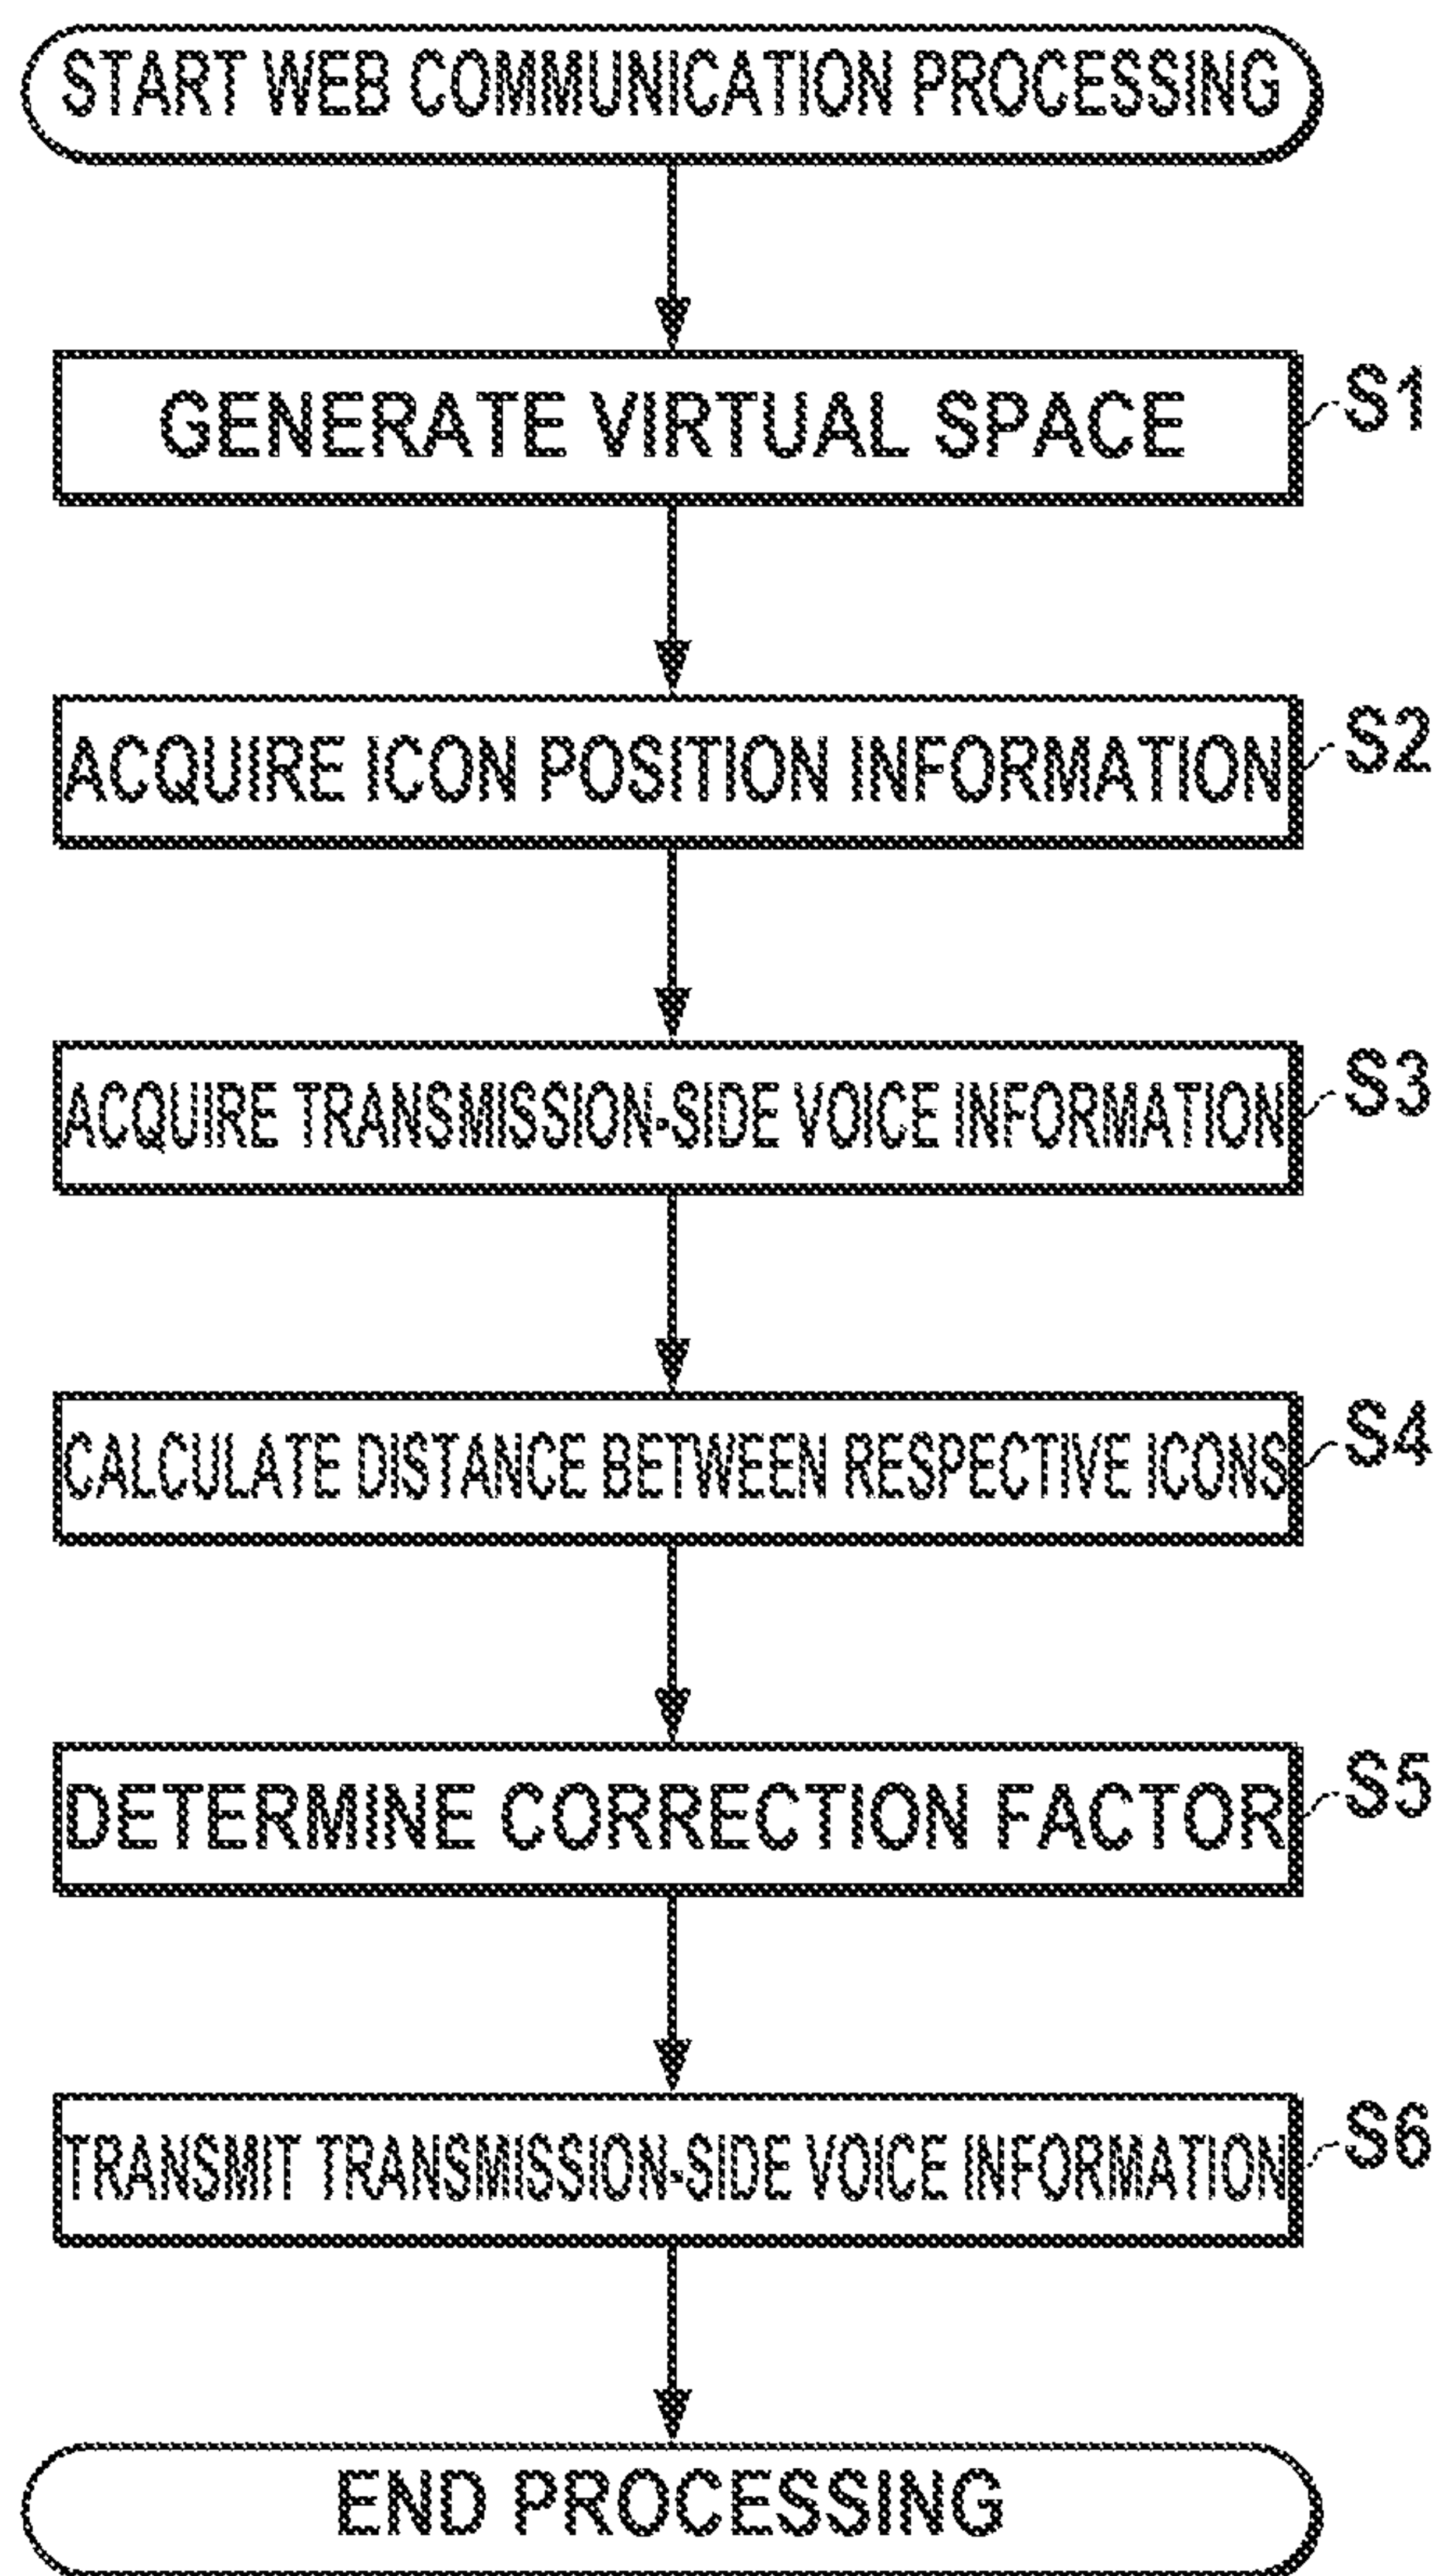 START WEB COMMUNICATION PROCESSING
GENERATE VIRTUAL SPACE
S1
ACQUIRE ICON POSITION INFORMATION
S2
ACQUIRE TRANSMISSION-SIDE VOICE INFORMATION
S3
CALCULATE DISTANCE BETWEEN RESPECTIVE ICONS
S4
DETERMINE CORRECTION FACTOR
S5
TRANSMIT TRANSMISSION-SIDE VOICE INFORMATION
S6
END PROCESSING